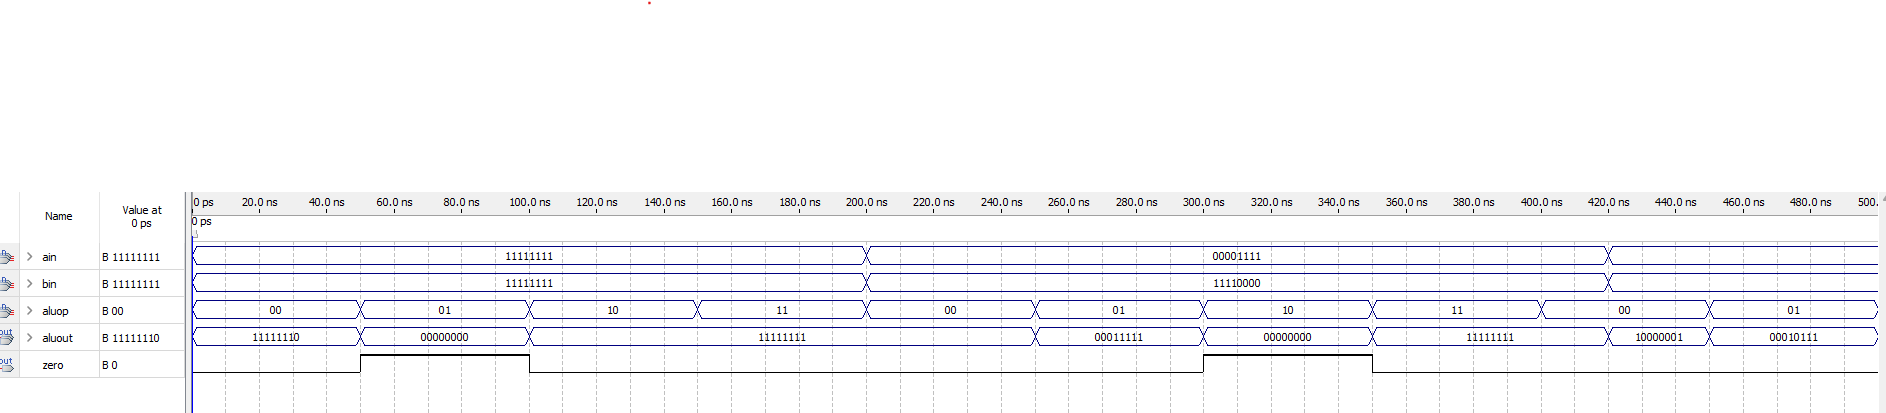 Name
Value at
0 ps
0 ps 20.0 ns 40.0 ns 60.0 ns 80.0 ns 100.0 ns 120.0 ns 140.0 ns 160.0 ns 180.0 ns 200.0 ns 220.0 ns 240.0 ns 260.0 ns 280.0 ns 300.0 ns 320.0 ns 340.0 ns 360.0 ns 380.0 ns 400.0 ns 420.0 ns 440.0 ns 460.0 ns 480.0 ns 500.
0 ps
ain B 11111111 11111111 00001111
bin B 11111111 11111111 11110000
aluop B 00 00 01 10 11 00 01 10 11 00 01
out aluout B 11111110 11111110 00000000 11111111 00011111 00000000 11111111 10000001 00010111
out zero B 0